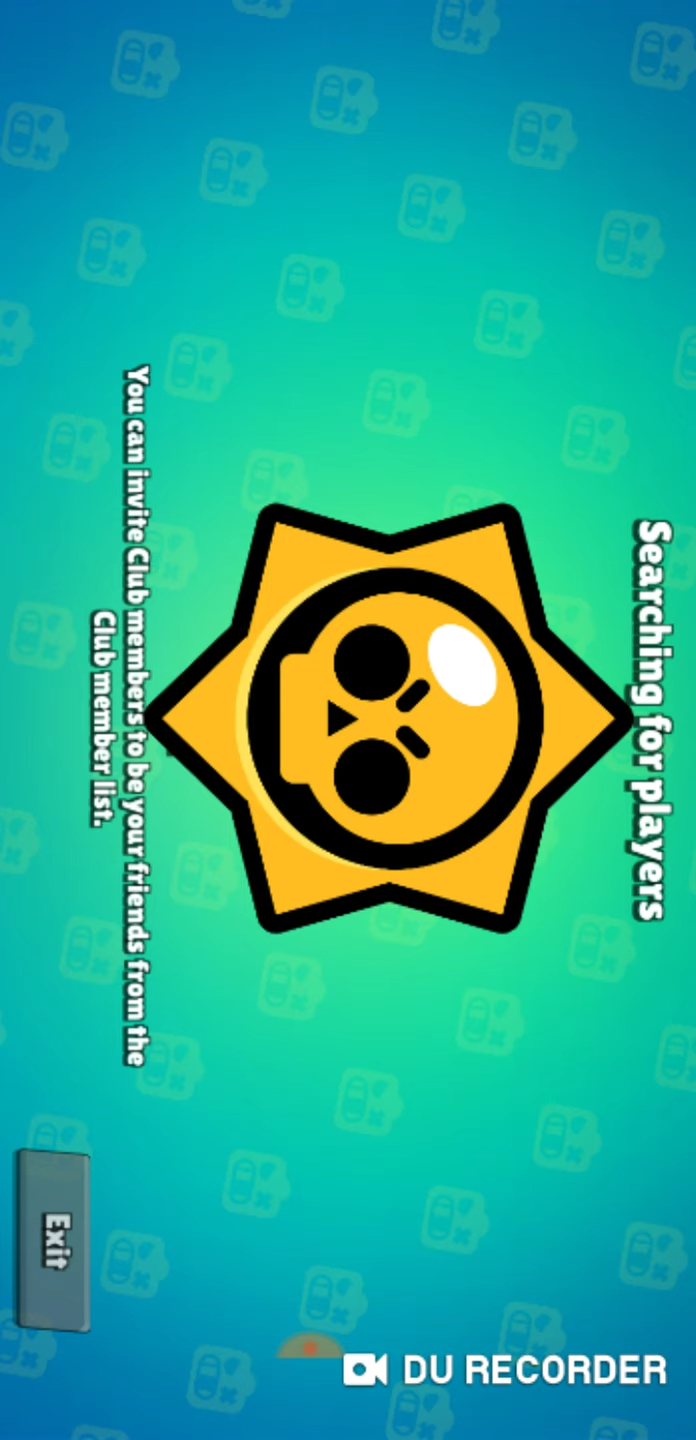 Searching for players
You can invite Club members to be your friends from the
Club member list.
Exit
DU RECORDER